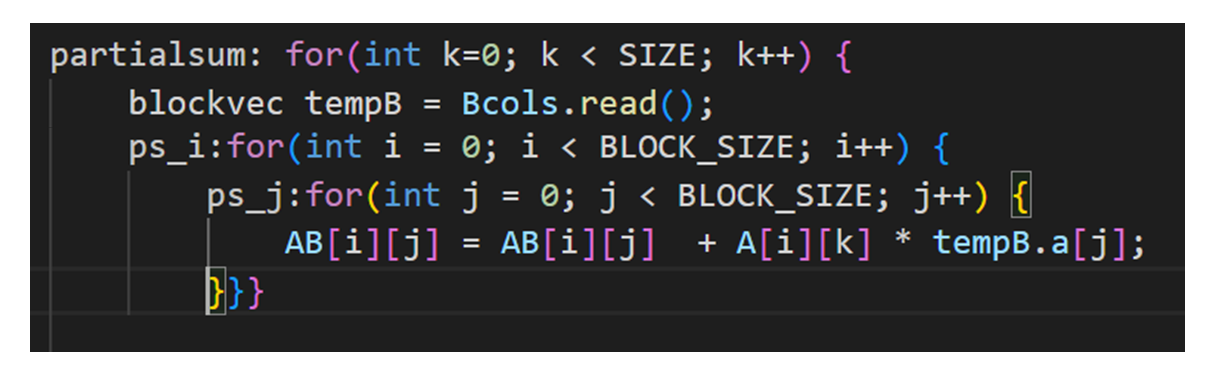 partialsum: for(int k=0; k < SIZE; k++) {
blockvec tempB = Bcols.read();
ps_i:for(int i = 0; i < BLOCK_SIZE; i++) {
ps_j:for(int j = 0; j < BLOCK_SIZE; j++) {
AB[i][j] = AB[i][j]  + A[i][k] * tempB.a[j];
}}}